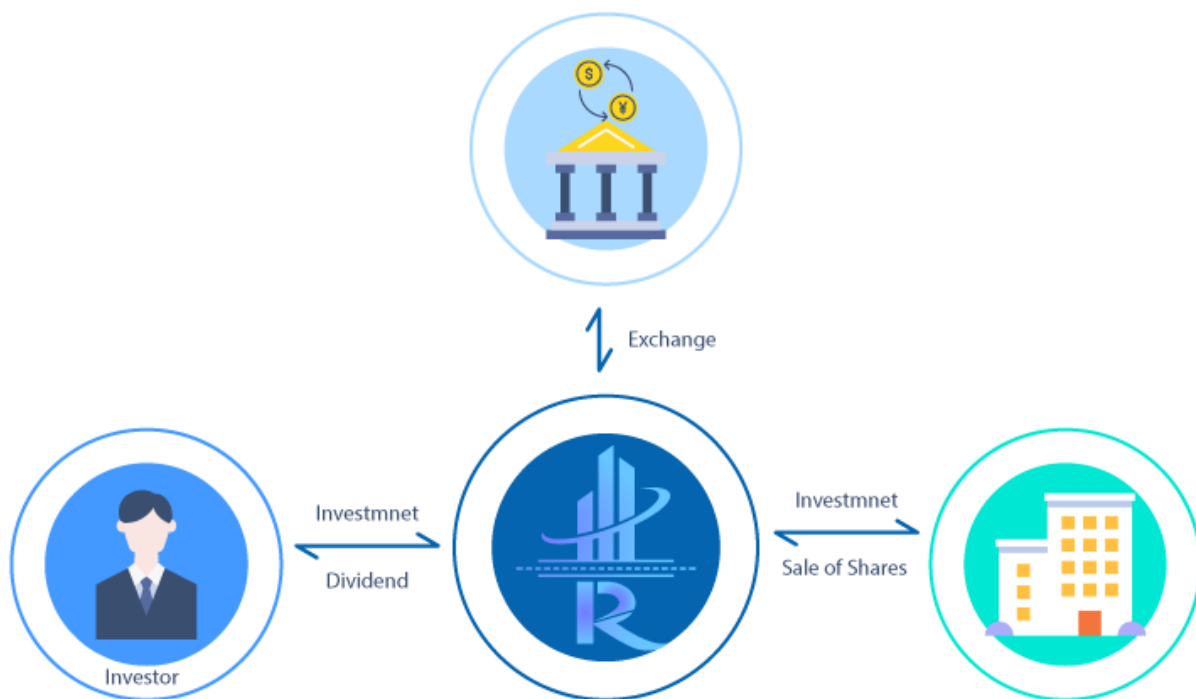 $
¥
Exchange
Investmnet
Dividend
Investmnet
Sale of Shares
R
Investor